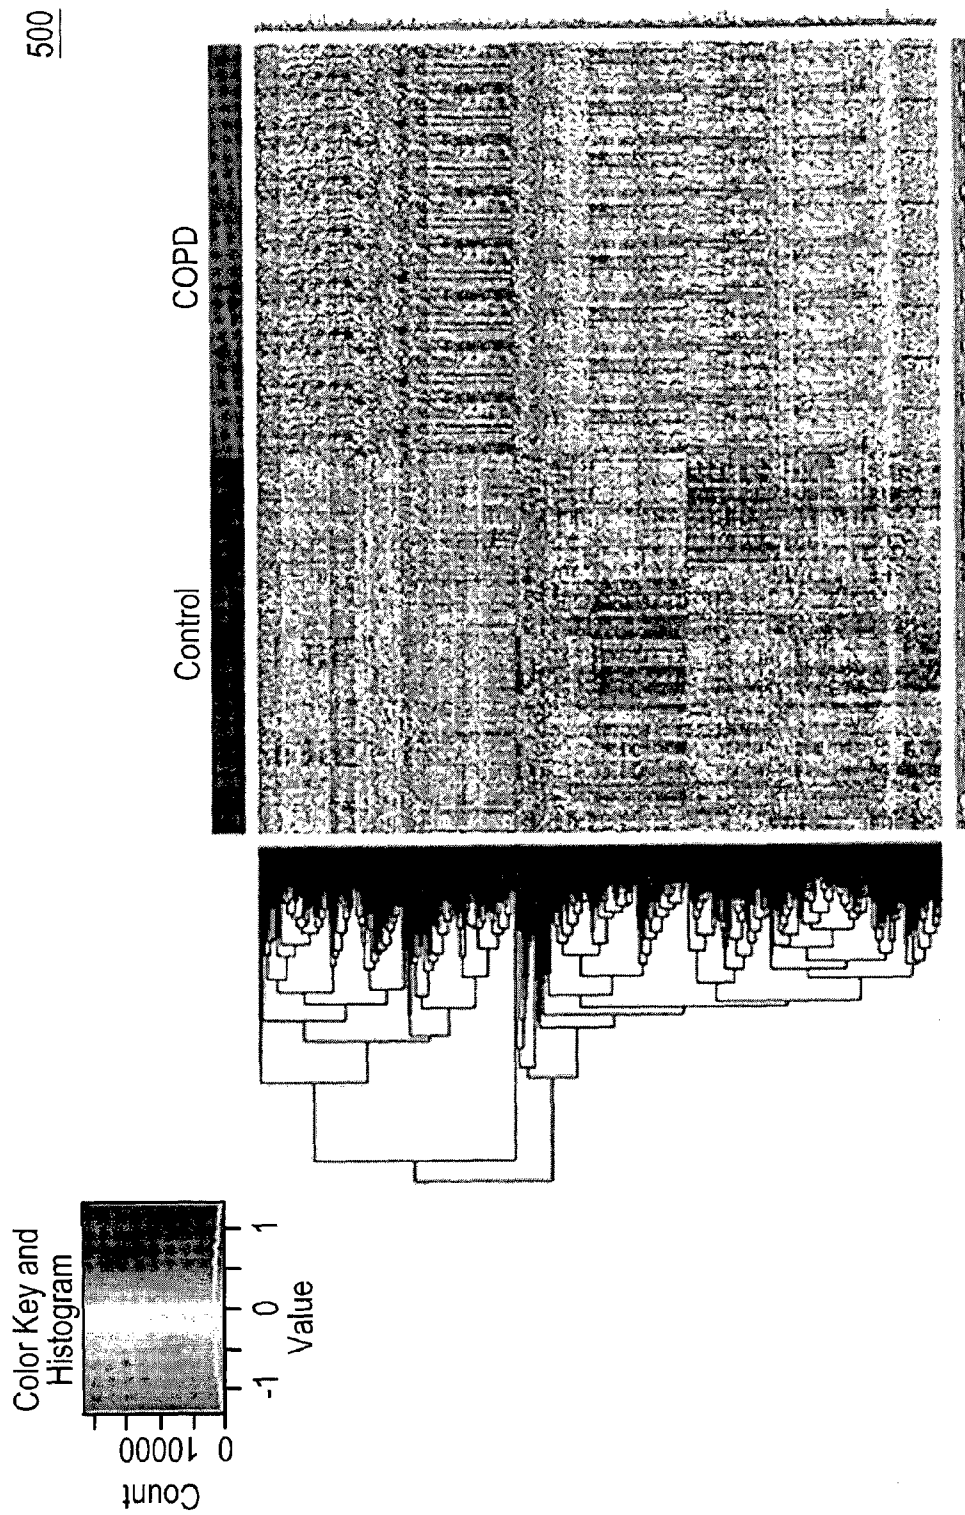 500
Color Key and
Histogram
Count
0
10000
-1
0
1
Value
Control
COPD